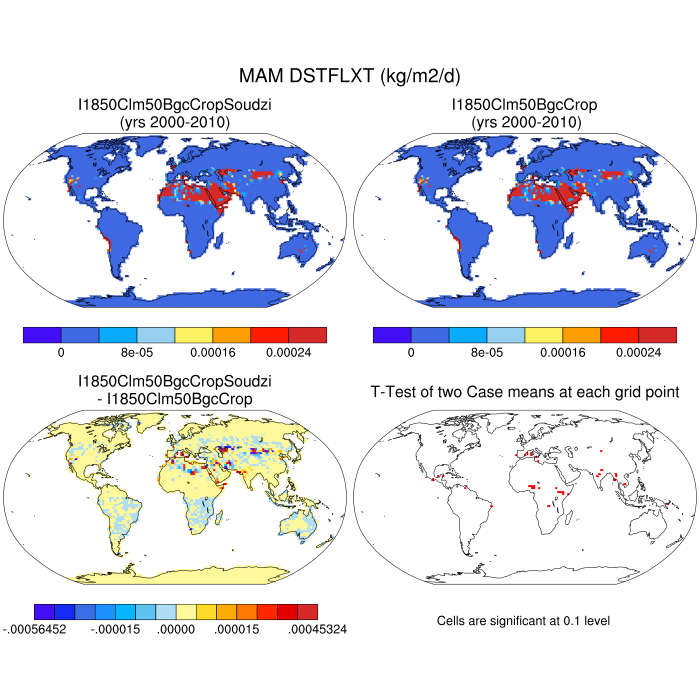 MAM DSTFLXT (kg/m2/d)
I1850Clm50BgcCropSoudzi
(yrs 2000-2010)
I1850Clm50BgcCrop
(yrs 2000-2010)
0 8e-05 0.00016 0.00024
0 8e-05 0.00016 0.00024
I1850Clm50BgcCropSoudzi
- I1850Clm50BgcCrop
T-Test of two Case means at each grid point
-.00056452 -.000015 .00000 .000015 .00045324
Cells are significant at 0.1 level